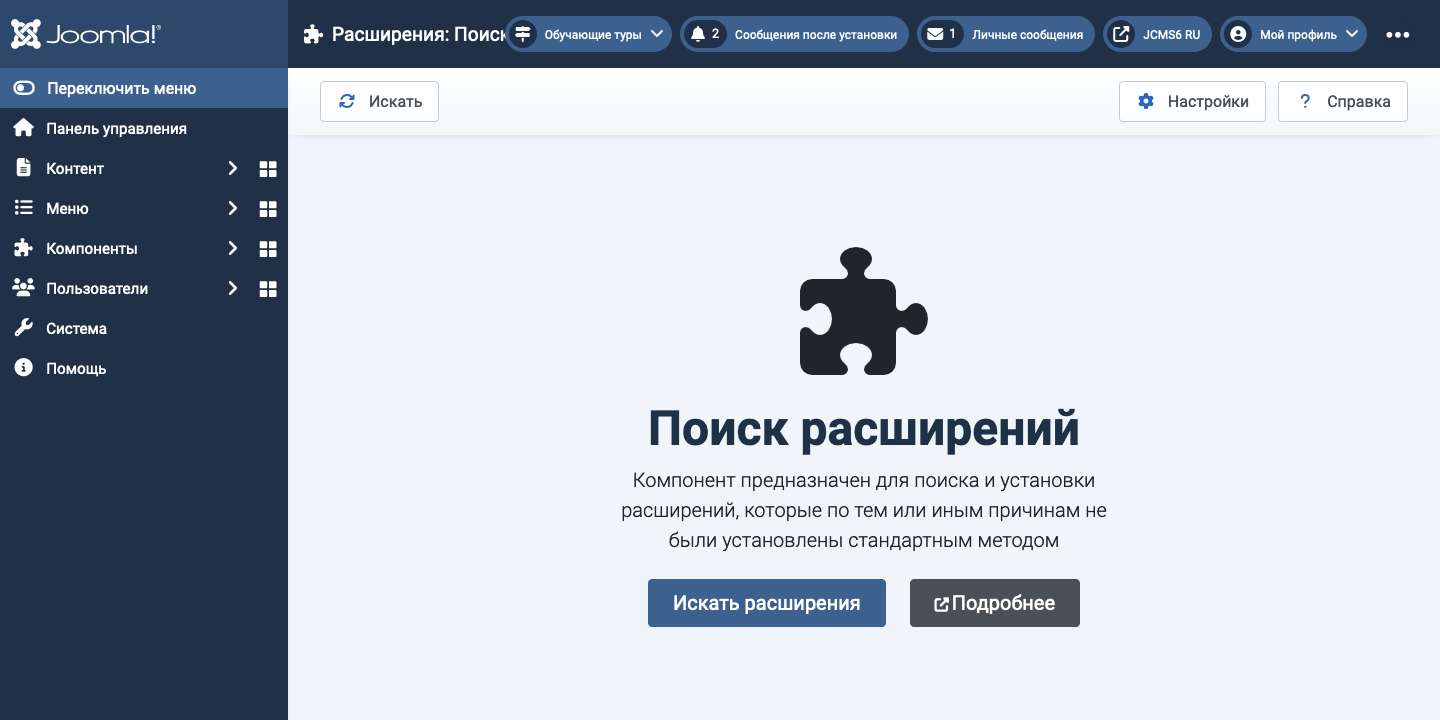 Joomla!
Расширения: Поиск
Обучающие туры
2 Сообщения после установки
1 Личные сообщения
JCMS6 RU
Мой профиль
Переключить меню
Панель управления
Контент
Меню
Компоненты
Пользователи
Система
Помощь
Искать
Настройки
? Справка
Поиск расширений
Компонент предназначен для поиска и установки
расширений, которые по тем или иным причинам не
были установлены стандартным методом
Искать расширения
Подробнее